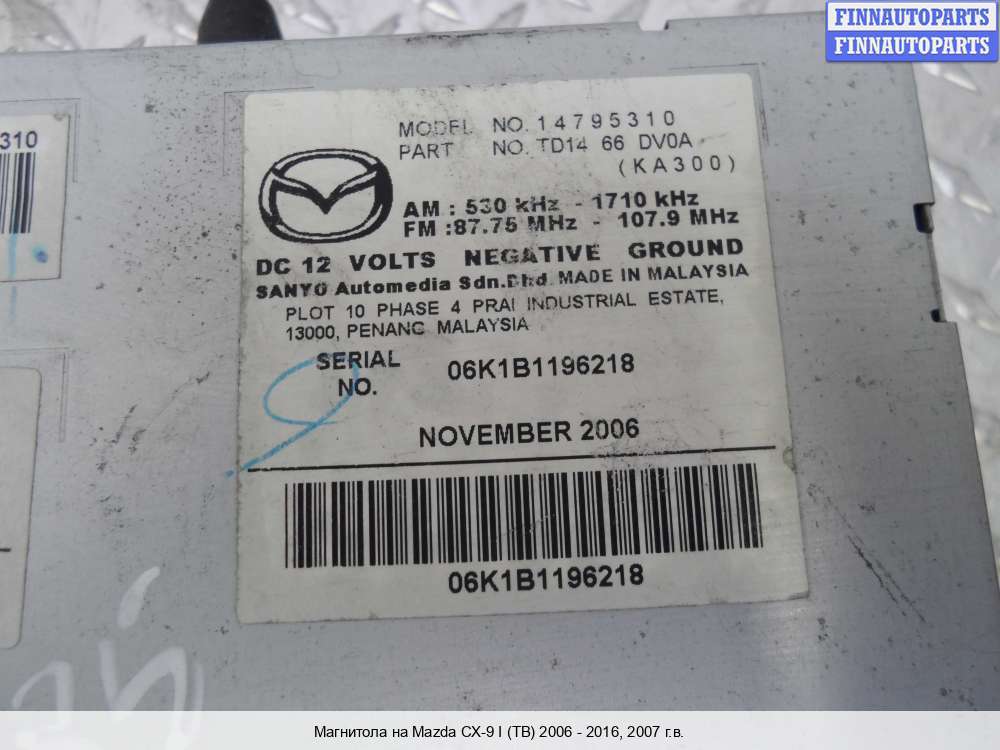 FINNAUTOPARTS
FINNAUTOPARTS
310
MODEL NO. 14795310
PART NO. TD14 66 DV0A
(KA300)
AM : 530 kHz - 1710 kHz
FM : 87.75 MHz - 107.9 MHz
DC 12 VOLTS NEGATIVE GROUND
SANYO Automedia Sdn.Bhd. MADE IN MALAYSIA
PLOT 10 PHASE 4 PRAI INDUSTRIAL ESTATE,
13000, PENANG MALAYSIA
SERIAL NO. 06K1B1196218
NOVEMBER 2006
06K1B1196218
Магнитола на Mazda CX-9 I (TB) 2006 - 2016, 2007 г.в.